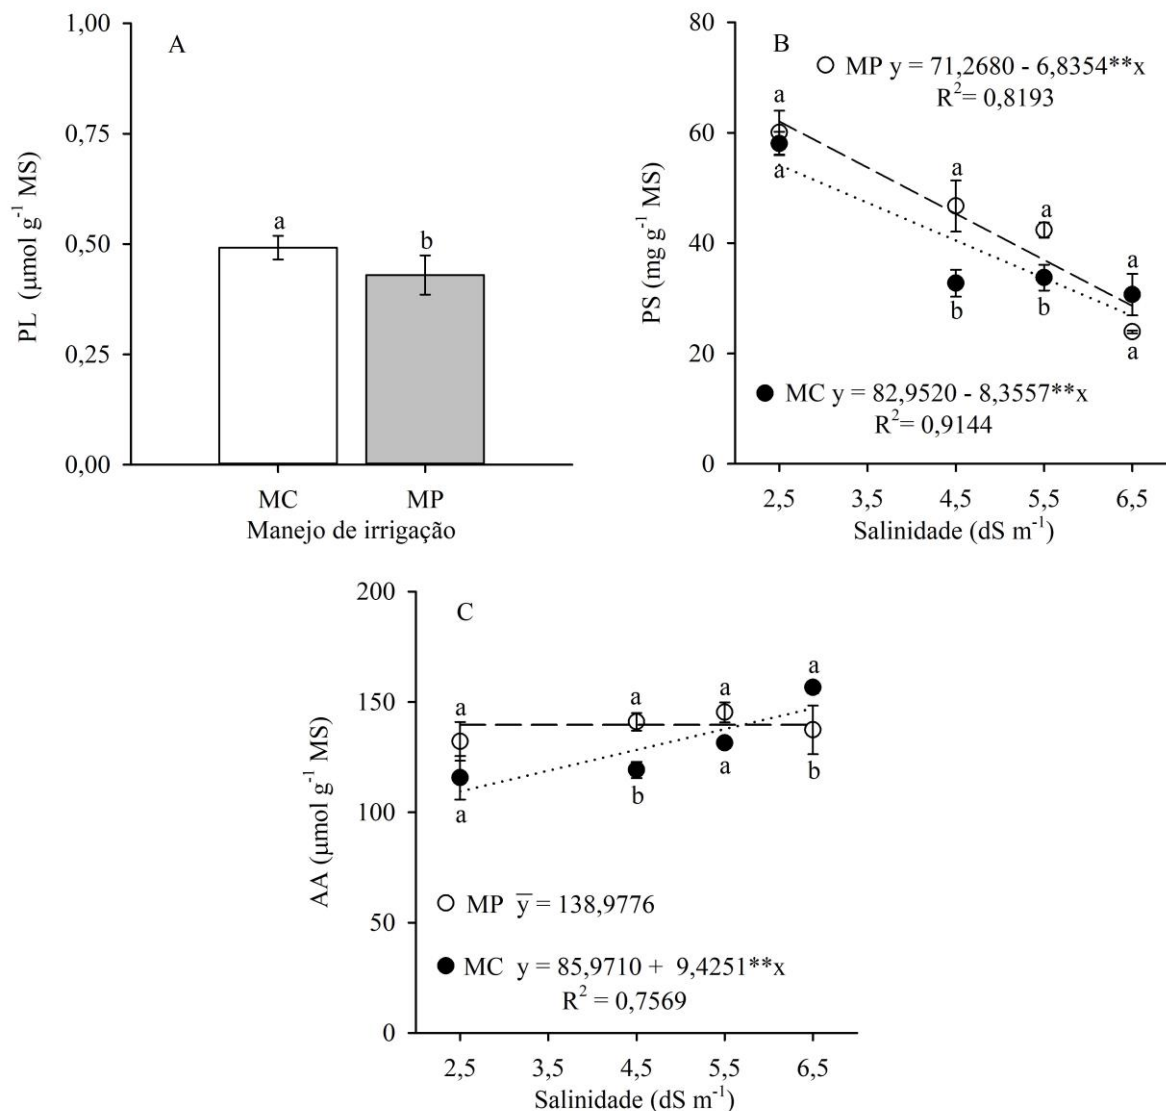 A
1,00
0,75
0,50
0,25
0,00
PL (µmol g⁻¹ MS)
a
b
MC
MP
Manejo de irrigação
B
80
60
40
20
0
PS (mg g⁻¹ MS)
MP y = 71,2680 - 6,8354**x
R²= 0,8193
a
a
a
a
a
b
b
a
MC y = 82,9520 - 8,3557**x
R²= 0,9144
2,5 3,5 4,5 5,5 6,5
Salinidade (dS m⁻¹)
C
200
150
100
50
0
AA (µmol g⁻¹ MS)
a
a
a
a
a
b
a
b
MP y̅ = 138,9776
MC y = 85,9710 + 9,4251**x
R² = 0,7569
2,5 3,5 4,5 5,5 6,5
Salinidade (dS m⁻¹)